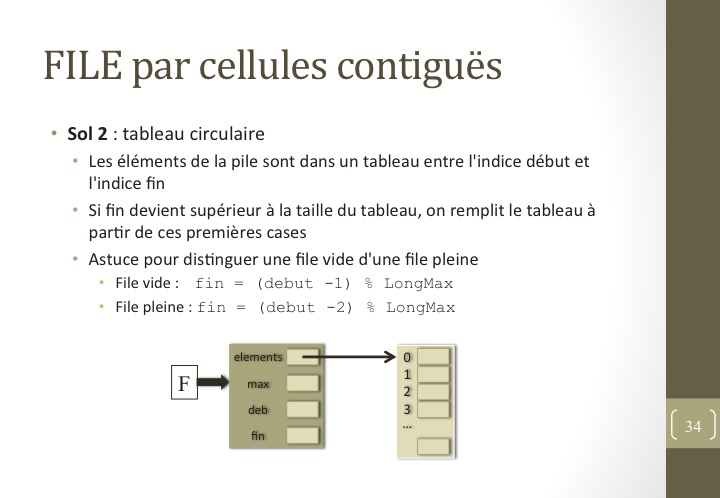 FILE par cellules contiguës
• Sol 2 : tableau circulaire
• Les éléments de la pile sont dans un tableau entre l'indice début et
l'indice fin
• Si fin devient supérieur à la taille du tableau, on remplit le tableau à
partir de ces premières cases
• Astuce pour distinguer une file vide d'une file pleine
• File vide : fin = (debut -1) % LongMax
• File pleine : fin = (debut -2) % LongMax
F
elements
max
deb
fin
0
1
2
3
...
34